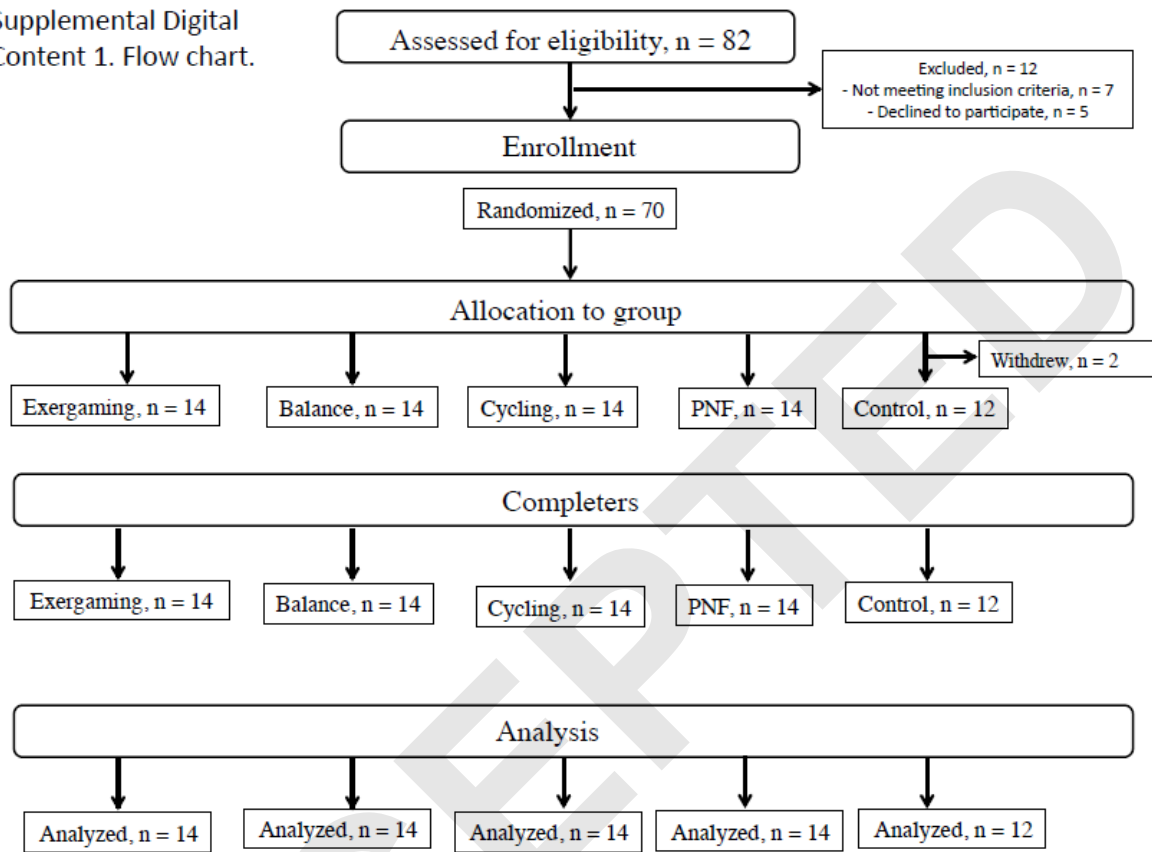 Supplemental Digital
Content 1. Flow chart.
Assessed for eligibility, n = 82
Excluded, n = 12
- Not meeting inclusion criteria, n = 7
- Declined to participate, n = 5
Enrollment
Randomized, n = 70
Allocation to group
Withdrew, n = 2
Exergaming, n = 14
Balance, n = 14
Cycling, n = 14
PNF, n = 14
Control, n = 12
Completers
Exergaming, n = 14
Balance, n = 14
Cycling, n = 14
PNF, n = 14
Control, n = 12
Analysis
Analyzed, n = 14
Analyzed, n = 14
Analyzed, n = 14
Analyzed, n = 14
Analyzed, n = 12
EPTED